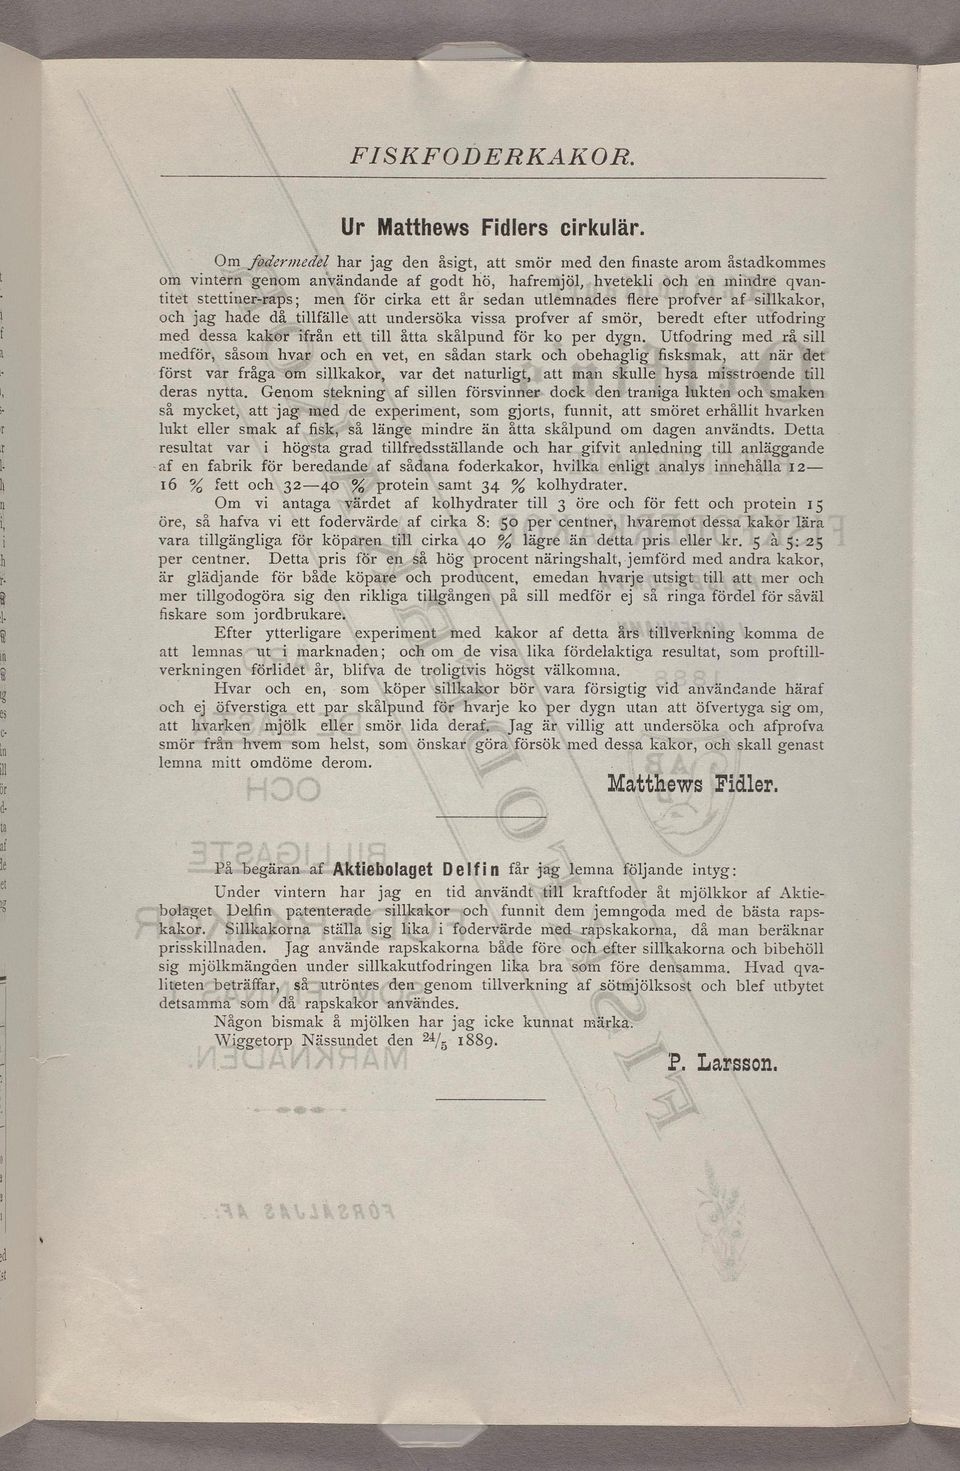 FISKFODERKAKOR.
Ur Matthews Fidlers cirkulär.
Om fodermedel har jag den åsigt, att smör med den finaste arom åstadkommes
om vintern genom användande af godt hö, hafremjöl, hvetekli och en mindre qvan-
titet stettiner-raps; men för cirka ett år sedan utlemnades flere profver af sillkakor,
och jag hade då tillfälle att undersöka vissa profver af smör, beredt efter utfodring
med dessa kakor ifrån ett till åtta skålpund för ko per dygn. Utfodring med rå sill
medför, såsom hvar och en vet, en sådan stark och obehaglig fisksmak, att när det
först var fråga om sillkakor, var det naturligt, att man skulle hysa misstroende till
deras nytta. Genom stekning af sillen försvinner dock den traniga lukten och smaken
så mycket, att jag med de experiment, som gjorts, funnit, att smöret erhållit hvarken
lukt eller smak af fisk, så länge mindre än åtta skålpund om dagen användts. Detta
resultat var i högsta grad tillfredsställande och har gifvit anledning till anläggande
af en fabrik för beredande af sådana foderkakor, hvilka enligt analys innehålla 12—
16 % fett och 32—40 % protein samt 34 % kolhydrater.
Om vi antaga värdet af kolhydrater till 3 öre och för fett och protein 15
öre, så hafva vi ett fodervärde af cirka 8: 50 per centner, hvaremot dessa kakor lära
vara tillgängliga för köparen till cirka 40 % lägre än detta pris eller kr. 5 à 5: 25
per centner. Detta pris för en så hög procent näringshalt, jemförd med andra kakor,
är glädjande för både köpare och producent, emedan hvarje utsigt till att mer och
mer tillgodogöra sig den rikliga tillgången på sill medför ej så ringa fördel för såväl
fiskare som jordbrukare.
Efter ytterligare experiment med kakor af detta års tillverkning komma de
att lemnas ut i marknaden; och om de visa lika fördelaktiga resultat, som proftill-
verkningen förlidet år, blifva de troligtvis högst välkomna.
Hvar och en, som köper sillkakor bör vara försigtig vid användande häraf
och ej öfverstiga ett par skålpund för hvarje ko per dygn utan att öfvertyga sig om,
att hvarken mjölk eller smör lida deraf. Jag är villig att undersöka och afprofva
smör från hvem som helst, som önskar göra försök med dessa kakor, och skall genast
lemna mitt omdöme derom.
Matthews Fidler.
På begäran af Aktiebolaget Delfin får jag lemna följande intyg:
Under vintern har jag en tid användt till kraftfoder åt mjölkkor af Aktie-
bolaget Delfin patenterade sillkakor och funnit dem jemngoda med de bästa raps-
kakor. Sillkakorna ställa sig lika i fodervärde med rapskakorna, då man beräknar
prisskillnaden. Jag använde rapskakorna både före och efter sillkakorna och bibehöll
sig mjölkmängden under sillkakutfodringen lika bra som före densamma. Hvad qva-
liteten beträffar, så utröntes den genom tillverkning af sötmjölksost och blef utbytet
detsamma som då rapskakor användes.
Någon bismak å mjölken har jag icke kunnat märka.
Wiggetorp Nässundet den 24/5 1889.
P. Larsson.